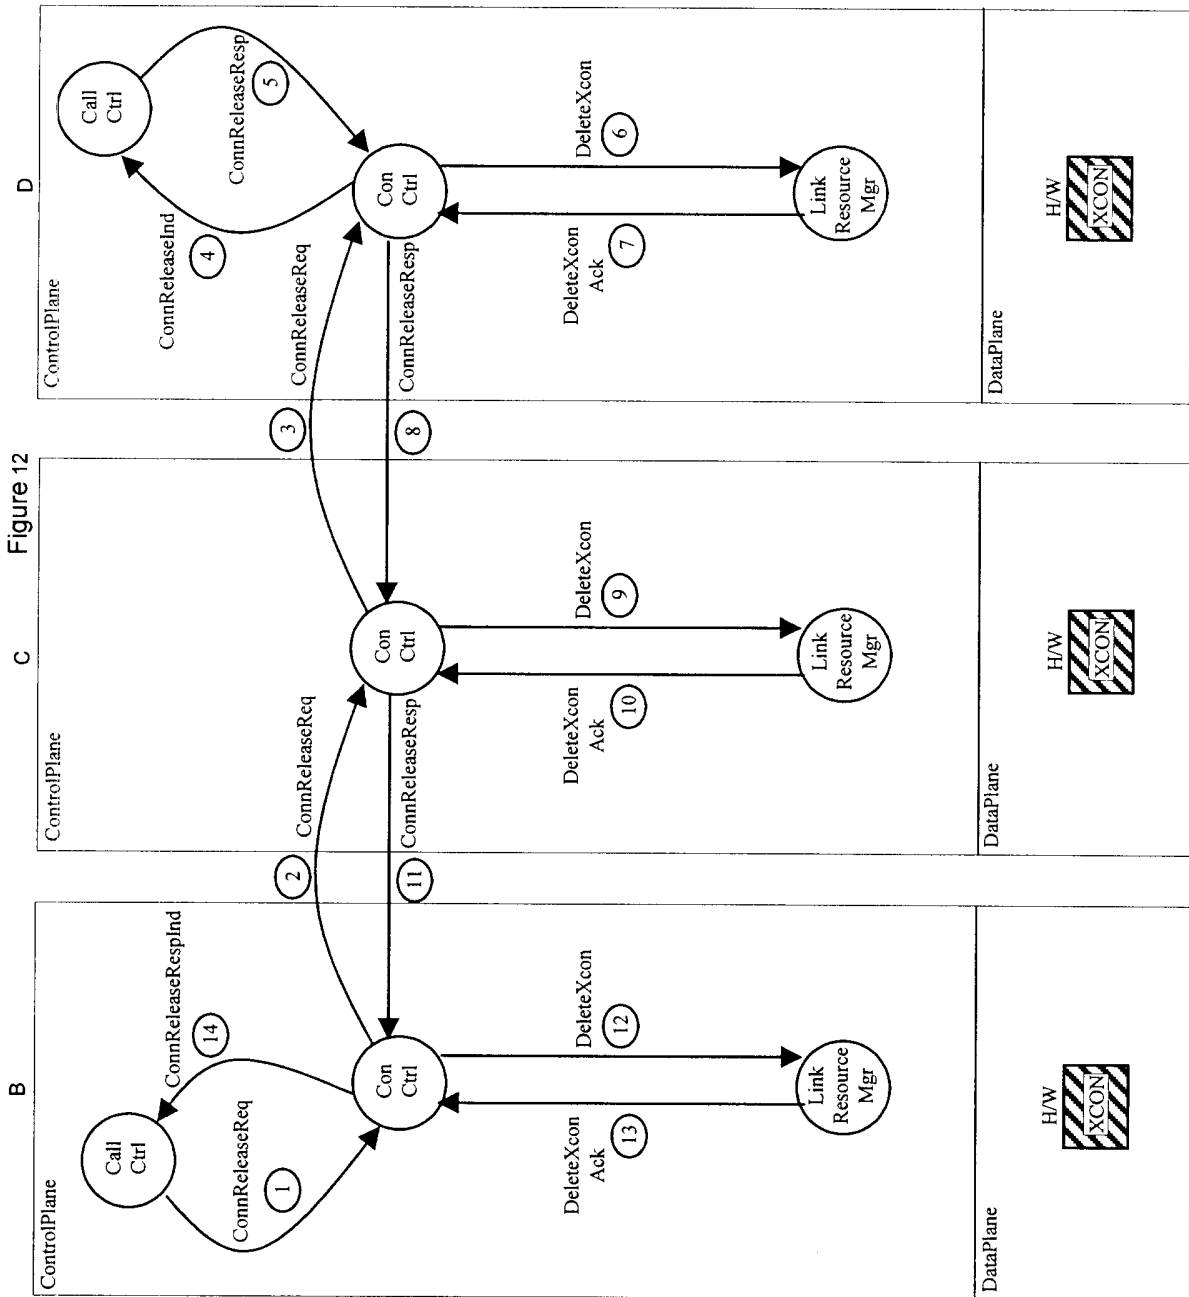 Figure 12
B
ControlPlane
Call
Ctrl
ConnReleaseReq
1
ConnReleaseRespInd
14
Con
Ctrl
DeleteXcon
12
DeleteXcon
Ack
13
Link
Resource
Mgr
DataPlane
H/W
XCON
2
ConnReleaseReq
11
ConnReleaseResp
C
ControlPlane
Con
Ctrl
DeleteXcon
9
DeleteXcon
Ack
10
Link
Resource
Mgr
DataPlane
H/W
XCON
3
ConnReleaseReq
8
ConnReleaseResp
D
ControlPlane
Call
Ctrl
ConnReleaseInd
4
ConnReleaseResp
5
Con
Ctrl
DeleteXcon
6
DeleteXcon
Ack
7
Link
Resource
Mgr
DataPlane
H/W
XCON